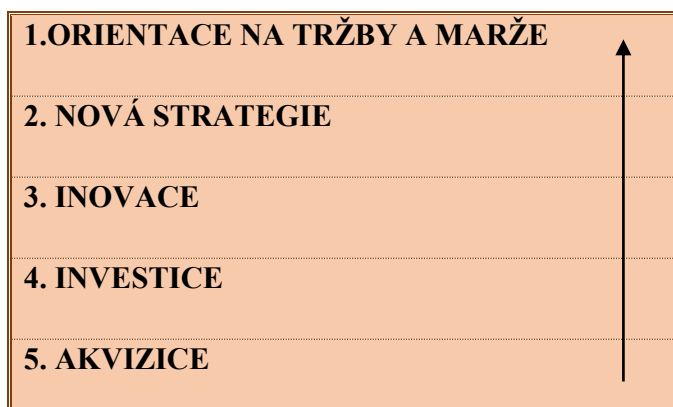 1.ORIENTACE NA TRŽBY A MARŽE
2. NOVÁ STRATEGIE
3. INOVACE
4. INVESTICE
5. AKVIZICE